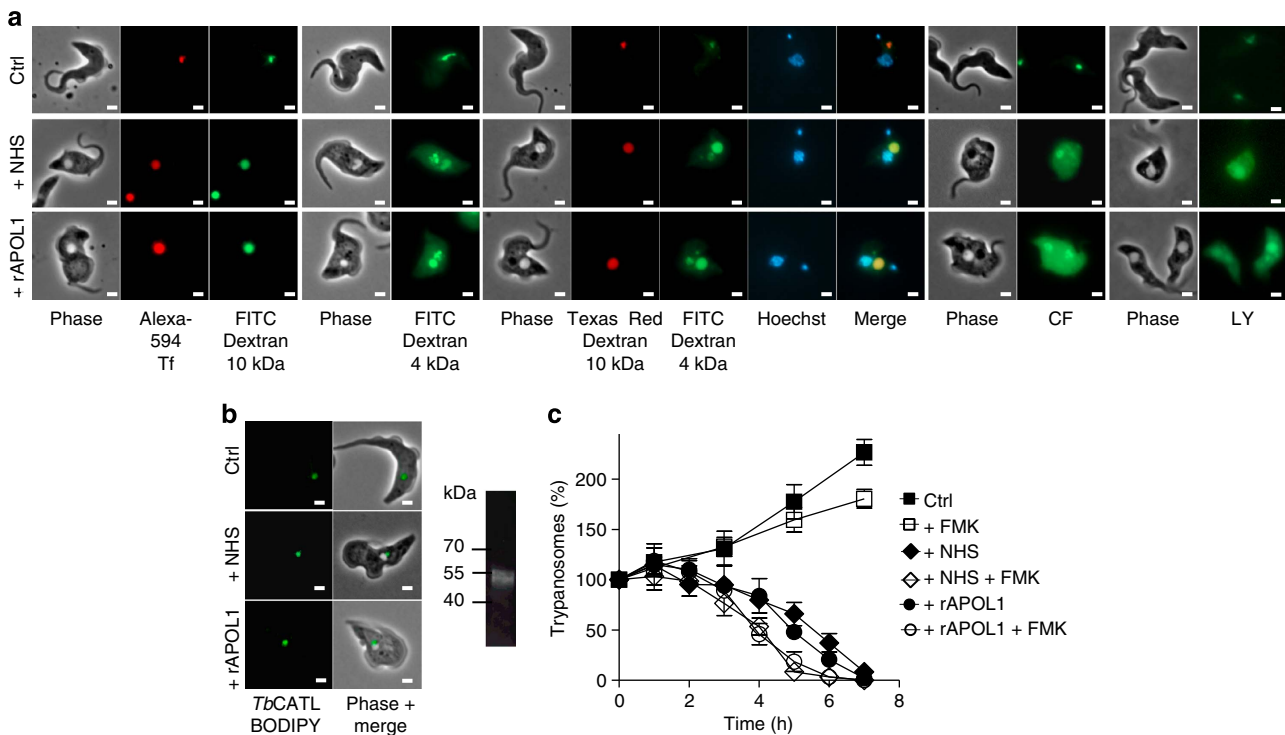 a
Ctrl
+ NHS
+ rAPOL1
Phase
Alexa-
594
Tf
FITC
Dextran
10 kDa
Phase
FITC
Dextran
4 kDa
Phase
Texas Red
Dextran
10 kDa
FITC
Dextran
4 kDa
Hoechst
Merge
Phase
CF
Phase
LY
b
Ctrl
+ NHS
+ rAPOL1
TbCATL
BODIPY
Phase +
merge
kDa
70
55
40
c
Trypanosomes (%)
200
150
100
50
0
0 2 4 6 8
Time (h)
Ctrl
+ FMK
+ NHS
+ NHS + FMK
+ rAPOL1
+ rAPOL1 + FMK